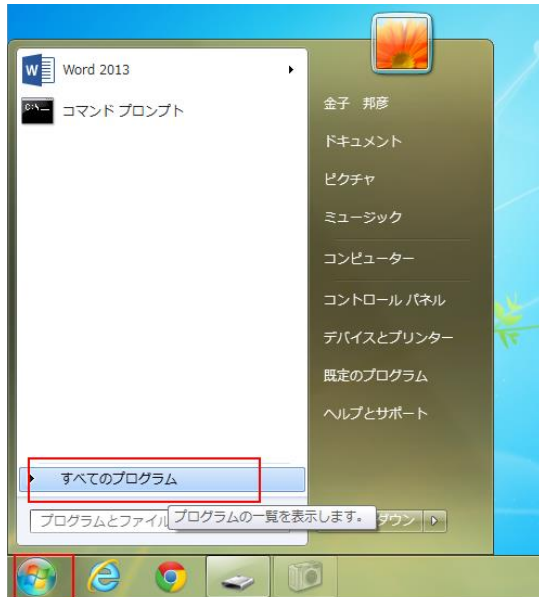 Word 2013
コマンド プロンプト
金子 邦彦
ドキュメント
ピクチャ
ミュージック
コンピューター
コントロール パネル
デバイスとプリンター
既定のプログラム
ヘルプとサポート
すべてのプログラム
プログラムとファイル
プログラムの一覧を表示します。
ダウン